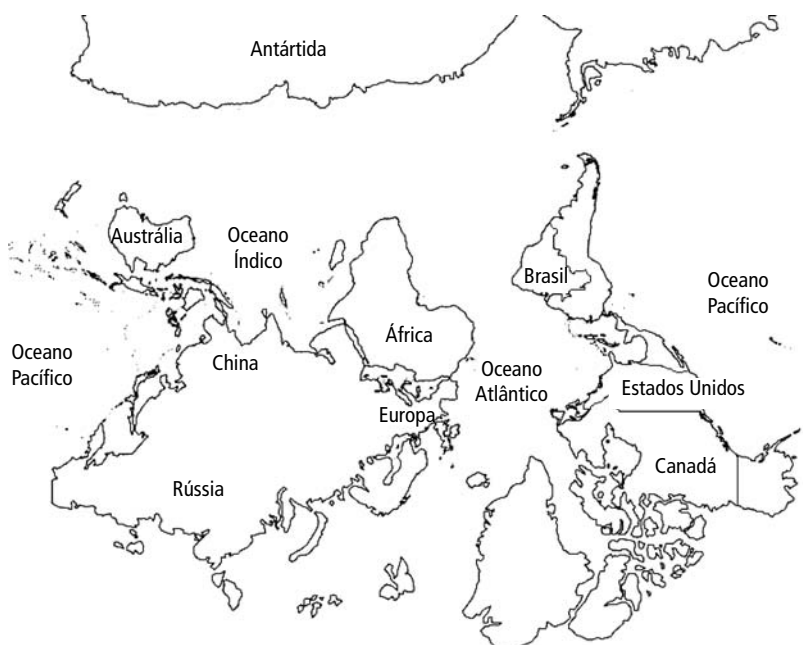 Antártida
Austrália
Oceano
Índico
Brasil
Oceano
Pacífico
África
Oceano
Pacífico
China
Oceano
Atlântico
Estados Unidos
Europa
Canadá
Rússia